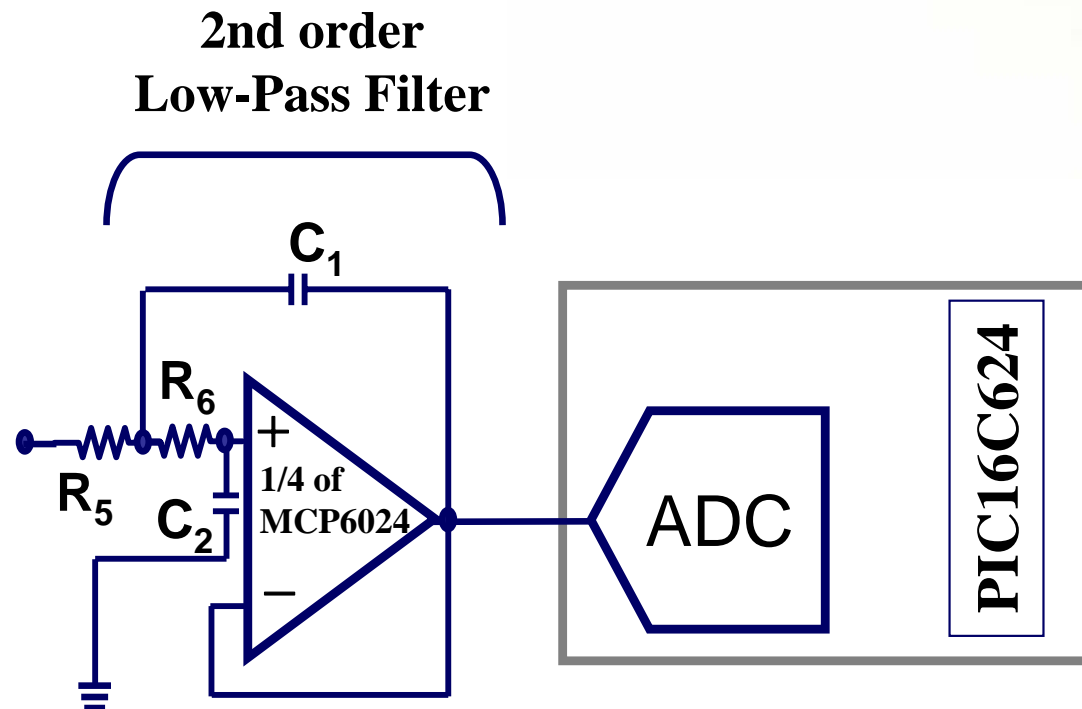 2nd order
Low-Pass Filter
C₁
R₆
R₅
C₂
+
1/4 of
MCP6024
−
ADC
PIC16C624